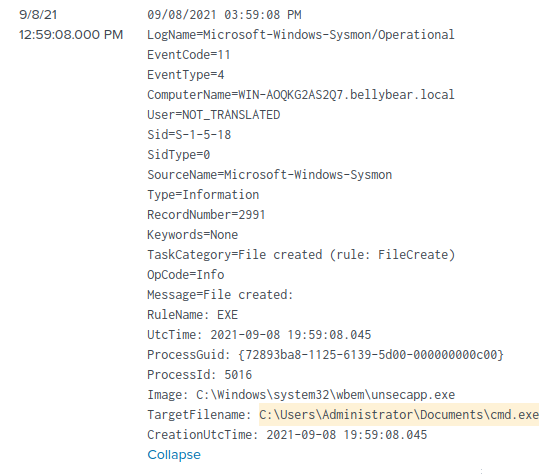 9/8/21
12:59:08.000 PM
09/08/2021 03:59:08 PM
LogName=Microsoft-Windows-Sysmon/Operational
EventCode=11
EventType=4
ComputerName=WIN-AOQKG2AS2Q7.bellybear.local
User=NOT_TRANSLATED
Sid=S-1-5-18
SidType=0
SourceName=Microsoft-Windows-Sysmon
Type=Information
RecordNumber=2991
Keywords=None
TaskCategory=File created (rule: FileCreate)
OpCode=Info
Message=File created:
RuleName: EXE
UtcTime: 2021-09-08 19:59:08.045
ProcessGuid: {72893ba8-1125-6139-5d00-000000000c00}
ProcessId: 5016
Image: C:\Windows\system32\wbem\unsecapp.exe
TargetFilename: C:\Users\Administrator\Documents\cmd.exe
CreationUtcTime: 2021-09-08 19:59:08.045
Collapse